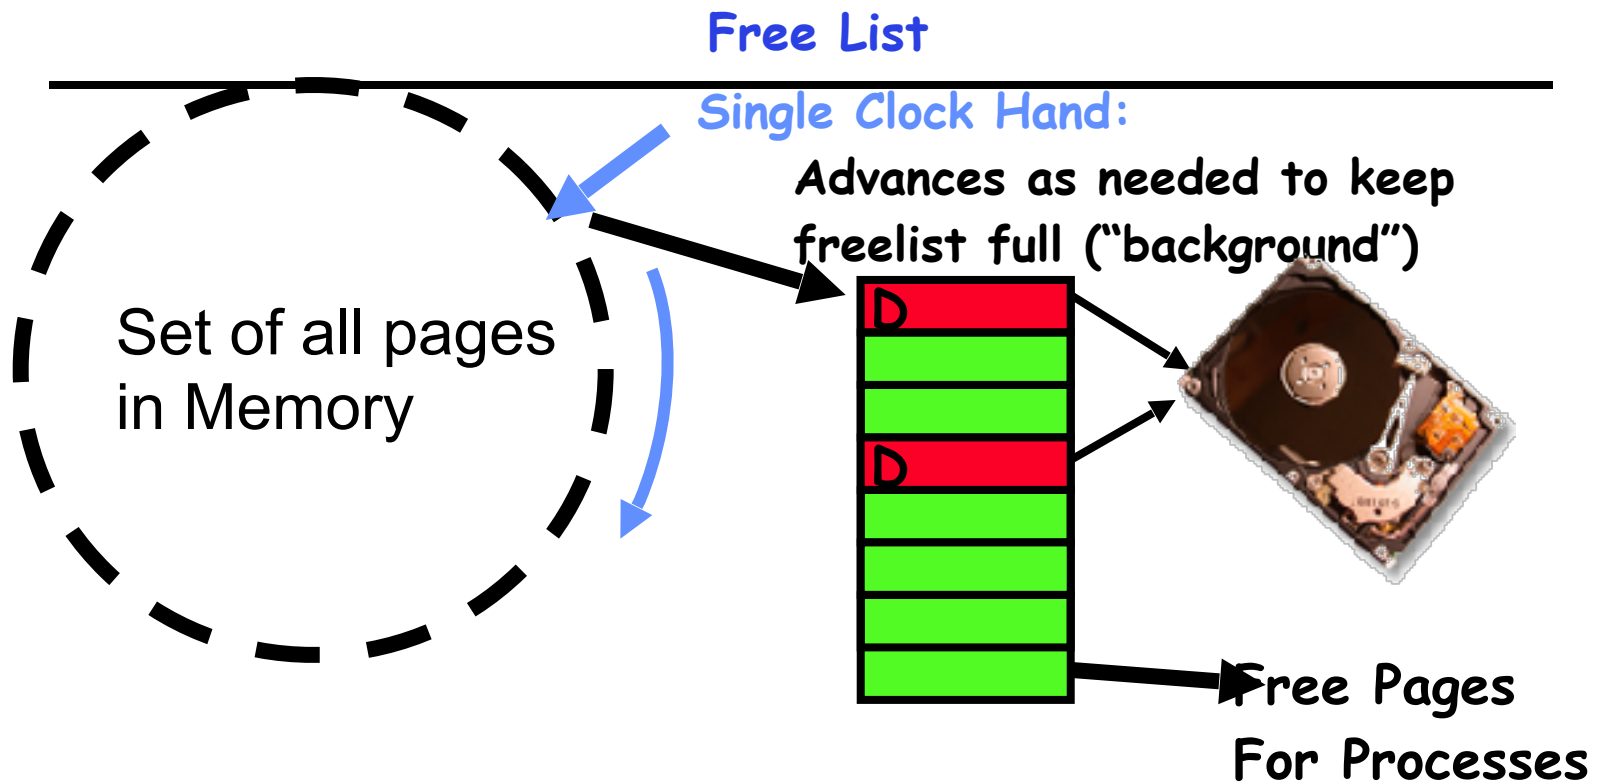 Free List
Single Clock Hand:
Advances as needed to keep
freelist full (“background”)
Set of all pages
in Memory
D
D
Free Pages
For Processes